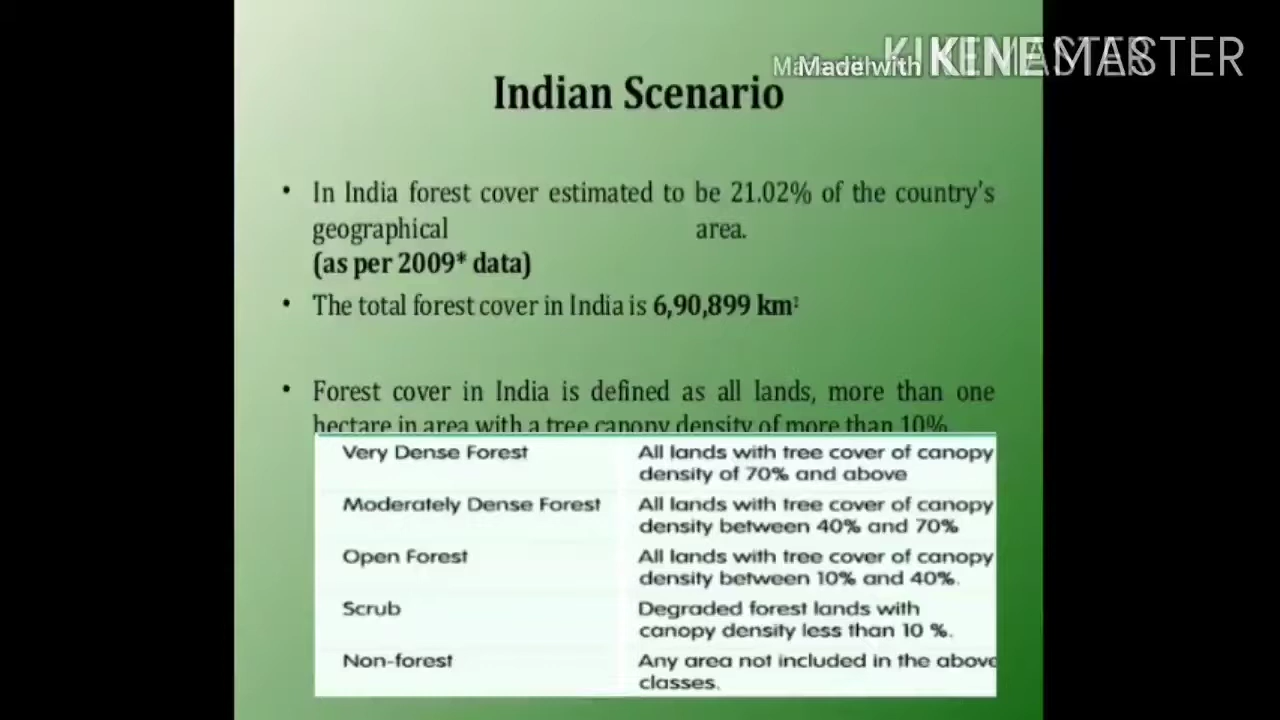 Made with KINEMASTER
Indian Scenario
• In India forest cover estimated to be 21.02% of the country's
geographical area.
(as per 2009* data)
• The total forest cover in India is 6,90,899 km²
• Forest cover in India is defined as all lands, more than one
hectare in area with a tree canopy density of more than 10%
Very Dense Forest All lands with tree cover of canopy
density of 70% and above
Moderately Dense Forest All lands with tree cover of canopy
density between 40% and 70%
Open Forest All lands with tree cover of canopy
density between 10% and 40%.
Scrub Degraded forest lands with
canopy density less than 10 %.
Non-forest Any area not included in the above
classes.